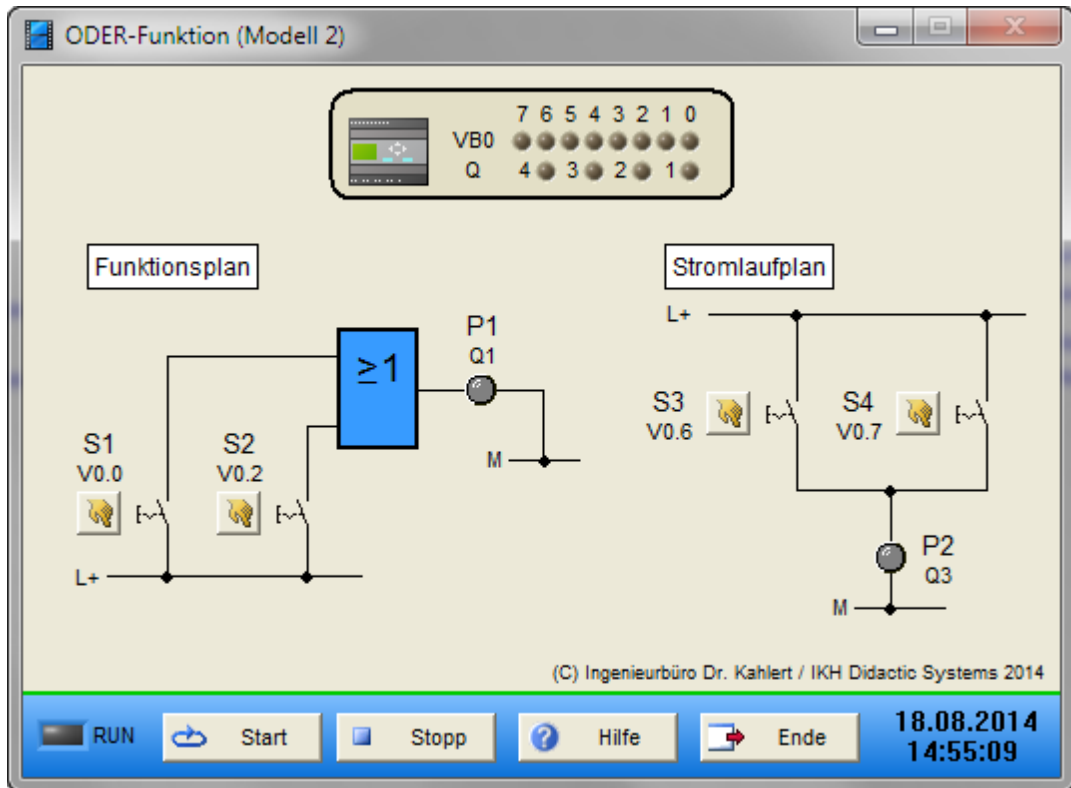 ODER-Funktion (Modell 2)
7 6 5 4 3 2 1 0
VB0
Q 4 3 2 1
Funktionsplan
Stromlaufplan
L+
P1
Q1
≥1
S3
V0.6
S4
V0.7
S1
V0.0
S2
V0.2
M
L+
P2
Q3
M
(C) Ingenieurbüro Dr. Kahlert / IKH Didactic Systems 2014
RUN Start Stopp Hilfe Ende
18.08.2014
14:55:09